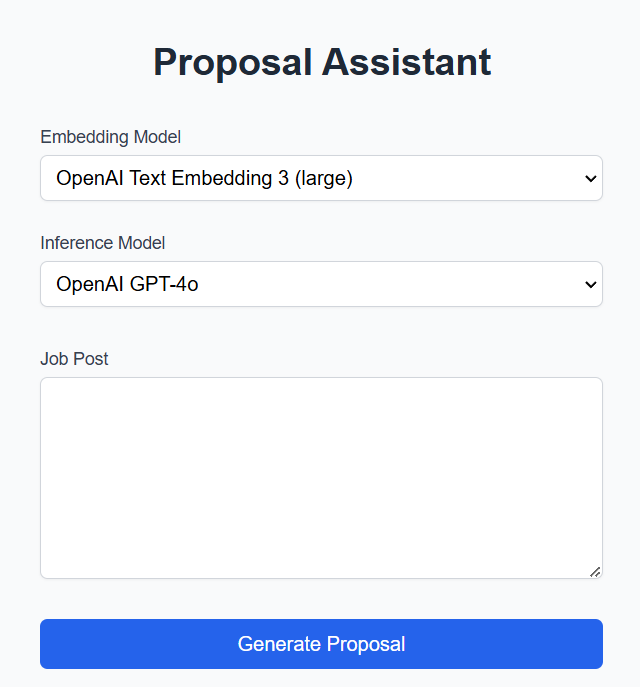 Proposal Assistant
Embedding Model
OpenAI Text Embedding 3 (large)
Inference Model
OpenAI GPT-4o
Job Post
Generate Proposal